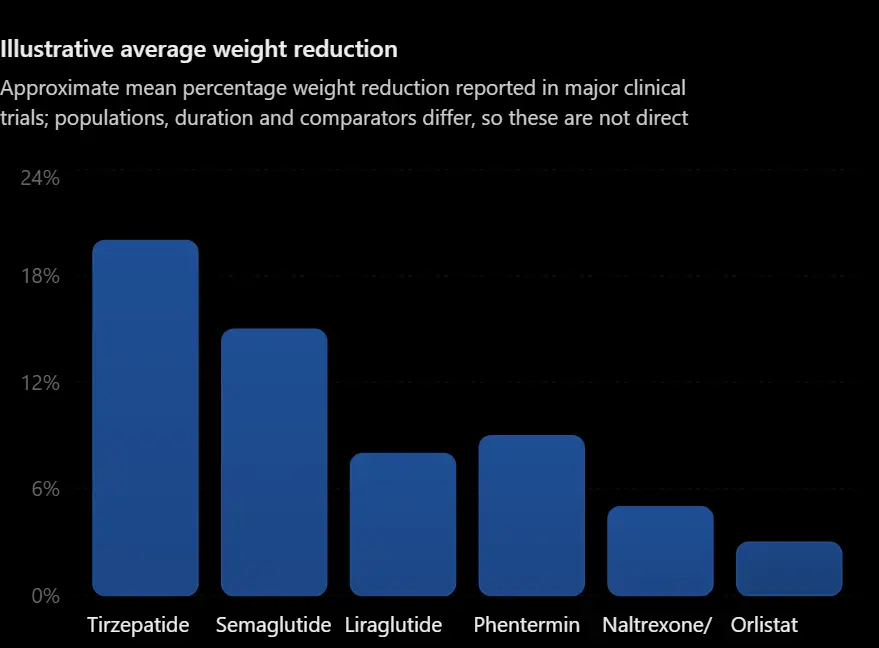 Illustrative average weight reduction
Approximate mean percentage weight reduction reported in major clinical
trials; populations, duration and comparators differ, so these are not direct
24%
18%
12%
6%
0%
Tirzepatide Semaglutide Liraglutide Phentermin Naltrexone/ Orlistat